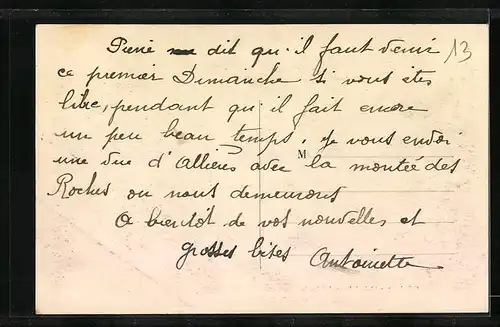 Pierre dit qu'il faut venir 13
ce premier Dimanche si vous êtes
libre, pendant qu'il fait encore
un peu beau temps. Je vous envoi
une vue d'Allières avec la montée des
M
Roches ou nous demeurons
A bientôt de vos nouvelles et
grosses bites Antoinette